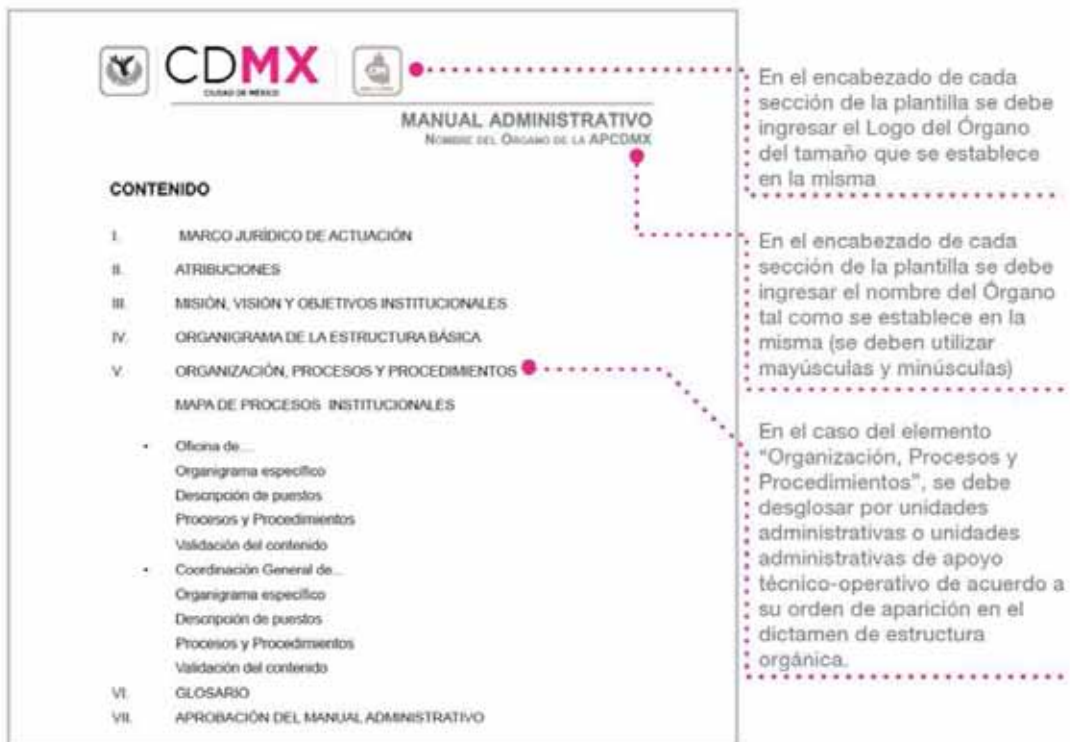 CDMX
CIUDAD DE MÉXICO
MANUAL ADMINISTRATIVO
NOMBRE DEL ÓRGANO DE LA APCDMX
CONTENIDO
I. MARCO JURÍDICO DE ACTUACIÓN
II. ATRIBUCIONES
III. MISIÓN, VISIÓN Y OBJETIVOS INSTITUCIONALES
IV. ORGANIGRAMA DE LA ESTRUCTURA BÁSICA
V. ORGANIZACIÓN, PROCESOS Y PROCEDIMIENTOS
MAPA DE PROCESOS INSTITUCIONALES
• Oficina de...
Organigrama específico
Descripción de puestos
Procesos y Procedimientos
Validación del contenido
• Coordinación General de...
Organigrama específico
Descripción de puestos
Procesos y Procedimientos
Validación del contenido
VI. GLOSARIO
VII. APROBACIÓN DEL MANUAL ADMINISTRATIVO
En el encabezado de cada
sección de la plantilla se debe
ingresar el Logo del Órgano
del tamaño que se establece
en la misma
En el encabezado de cada
sección de la plantilla se debe
ingresar el nombre del Órgano
tal como se establece en la
misma (se deben utilizar
mayúsculas y minúsculas)
En el caso del elemento
"Organización, Procesos y
Procedimientos", se debe
desglosar por unidades
administrativas o unidades
administrativas de apoyo
técnico-operativo de acuerdo a
su orden de aparición en el
dictamen de estructura
orgánica.